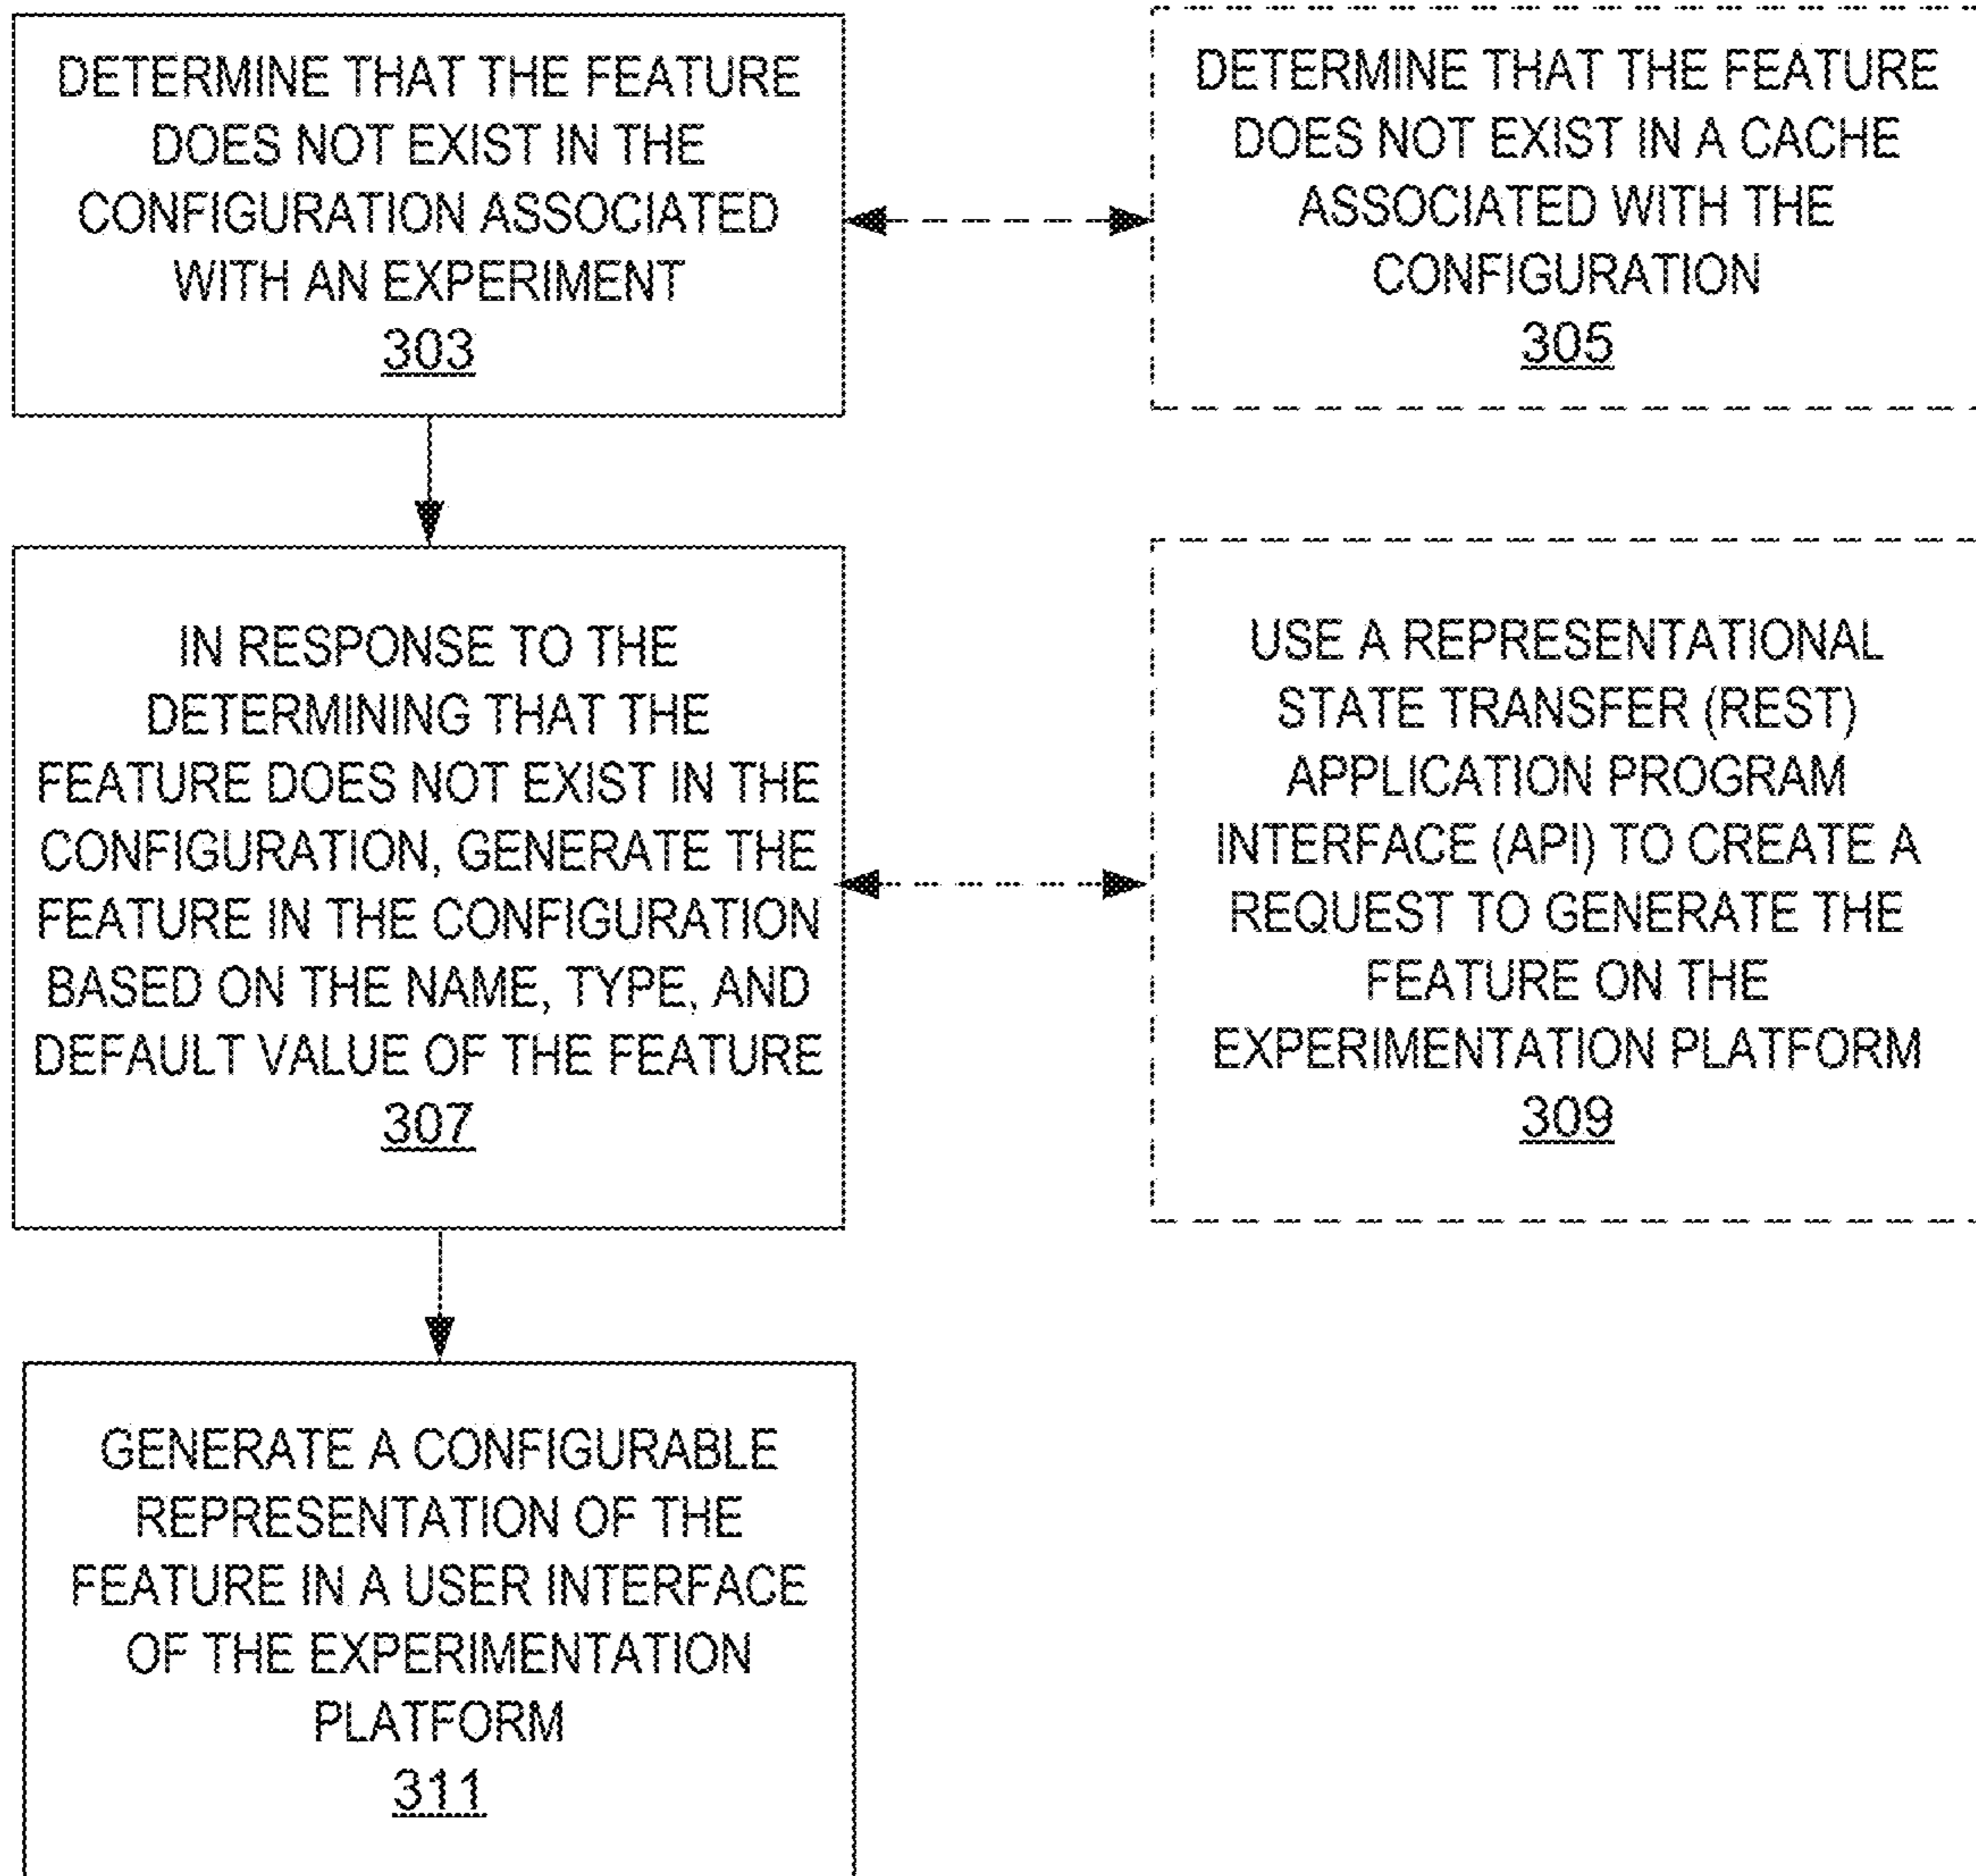 DETERMINE THAT THE FEATURE
DOES NOT EXIST IN THE
CONFIGURATION ASSOCIATED
WITH AN EXPERIMENT
303
DETERMINE THAT THE FEATURE
DOES NOT EXIST IN A CACHE
ASSOCIATED WITH THE
CONFIGURATION
305
IN RESPONSE TO THE
DETERMINING THAT THE
FEATURE DOES NOT EXIST IN THE
CONFIGURATION, GENERATE THE
FEATURE IN THE CONFIGURATION
BASED ON THE NAME, TYPE, AND
DEFAULT VALUE OF THE FEATURE
307
USE A REPRESENTATIONAL
STATE TRANSFER (REST)
APPLICATION PROGRAM
INTERFACE (API) TO CREATE A
REQUEST TO GENERATE THE
FEATURE ON THE
EXPERIMENTATION PLATFORM
309
GENERATE A CONFIGURABLE
REPRESENTATION OF THE
FEATURE IN A USER INTERFACE
OF THE EXPERIMENTATION
PLATFORM
311